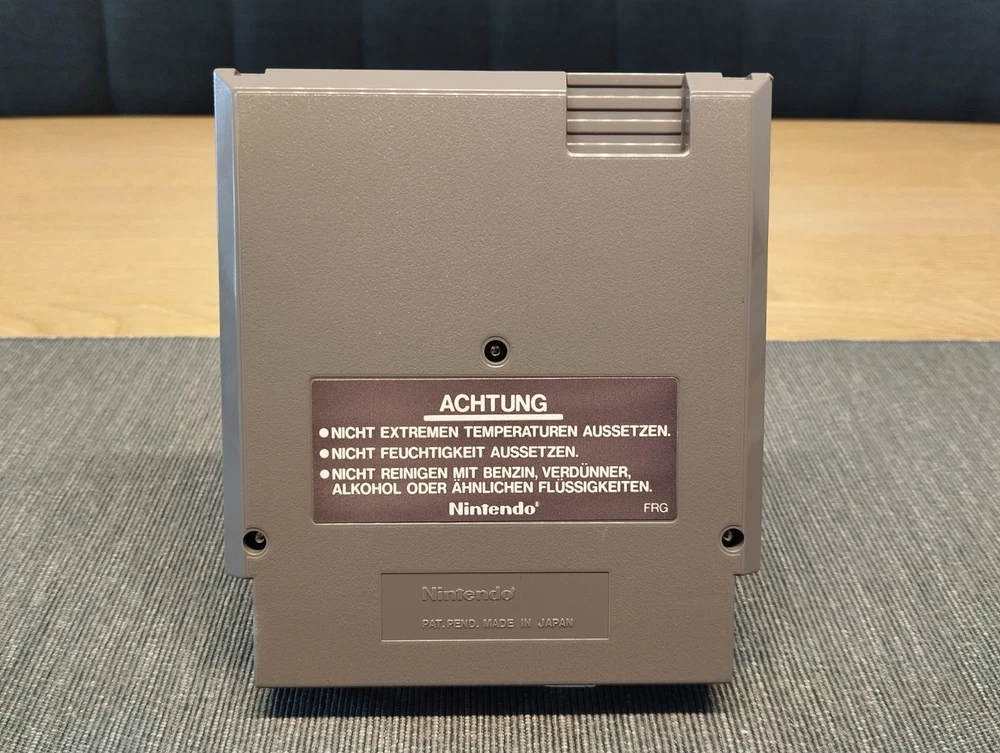 ACHTUNG
●NICHT EXTREMEN TEMPERATUREN AUSSETZEN.
●NICHT FEUCHTIGKEIT AUSSETZEN.
●NICHT REINIGEN MIT BENZIN, VERDÜNNER,
ALKOHOL ODER ÄHNLICHEN FLÜSSIGKEITEN.
Nintendo® FRG
Nintendo®
PAT. PEND. MADE IN JAPAN